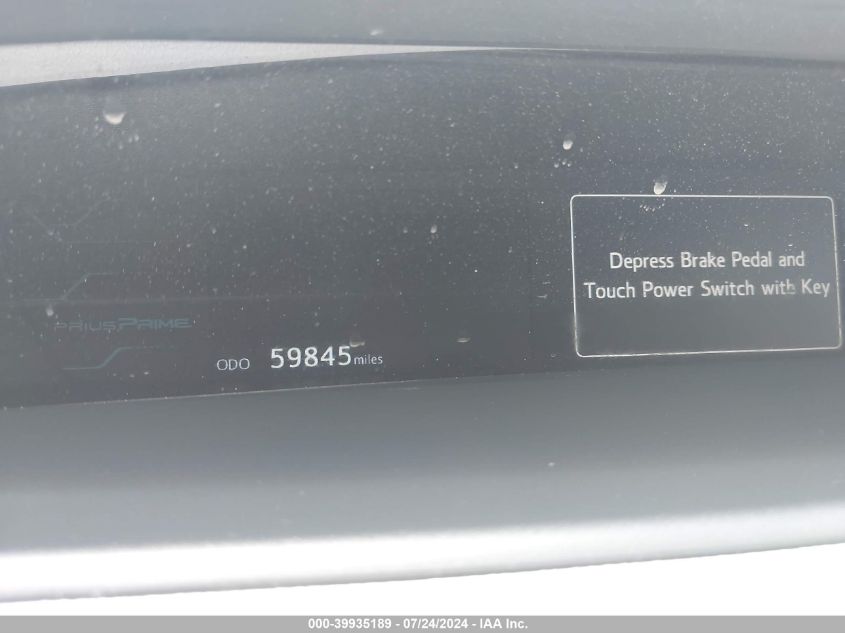 Depress Brake Pedal and
Touch Power Switch with Key
PRIUS PRIME
ODO 59845 miles
000-39935189 - 07/24/2024 - IAA Inc.